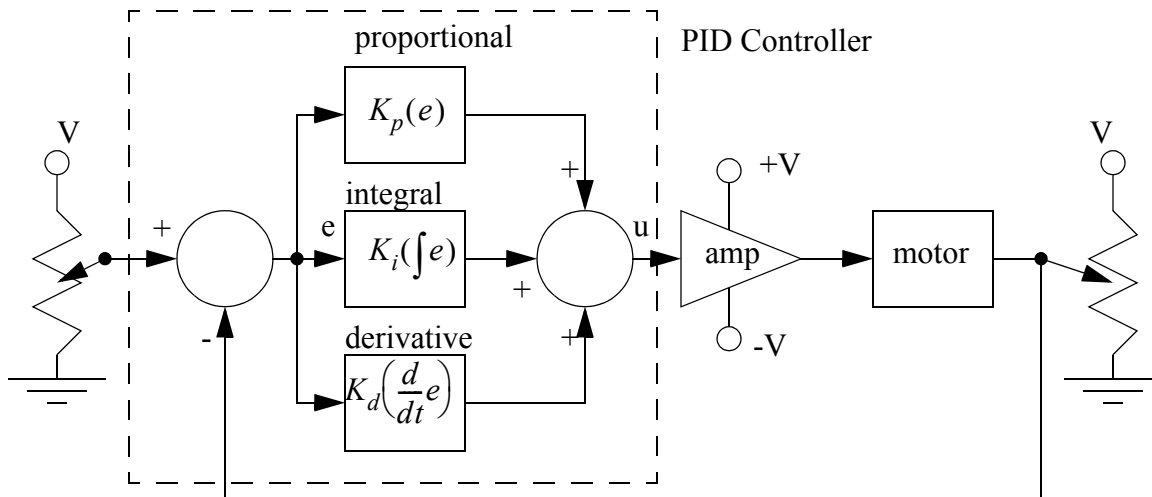 proportional
PID Controller
K_p(e)
V
V
+V
+
integral
+
e
K_i(∫e)
u
amp
motor
+
-
derivative
+
-V
K_d(d/dt e)